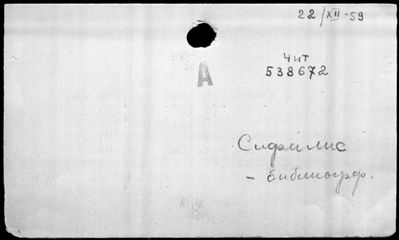 22/XII-59
Чит
538672
А
Сифилис
- библиогр.